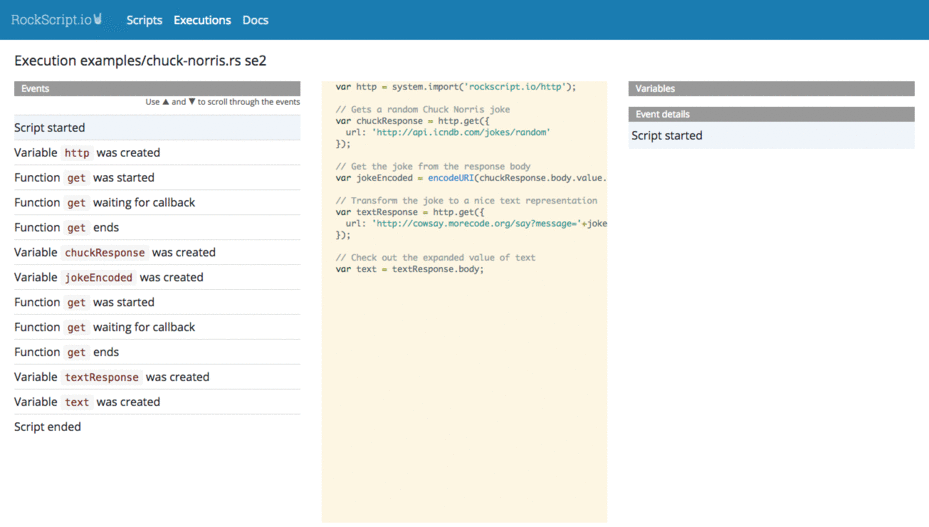 RockScript.io Scripts Executions Docs
Execution examples/chuck-norris.rs se2
Events
Use ▲ and ▼ to scroll through the events
Script started
Variable http was created
Function get was started
Function get waiting for callback
Function get ends
Variable chuckResponse was created
Variable jokeEncoded was created
Function get was started
Function get waiting for callback
Function get ends
Variable textResponse was created
Variable text was created
Script ended
var http = system.import('rockscript.io/http');
// Gets a random Chuck Norris joke
var chuckResponse = http.get({
url: 'http://api.icndb.com/jokes/random'
});
// Get the joke from the response body
var jokeEncoded = encodeURI(chuckResponse.body.value.
// Transform the joke to a nice text representation
var textResponse = http.get({
url: 'http://cowsay.morecode.org/say?message='+joke
});
// Check out the expanded value of text
var text = textResponse.body;
Variables
Event details
Script started